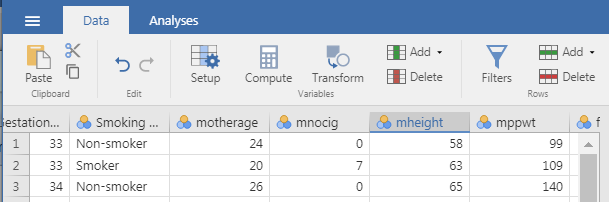 Data Analyses
Paste Setup Compute Transform Add Delete Filters Add Delete
Clipboard Edit Variables Rows
Gestation... Smoking ... motherage mnocig mheight mppwt f
1 33 Non-smoker 24 0 58 99
2 33 Smoker 20 7 63 109
3 34 Non-smoker 26 0 65 140